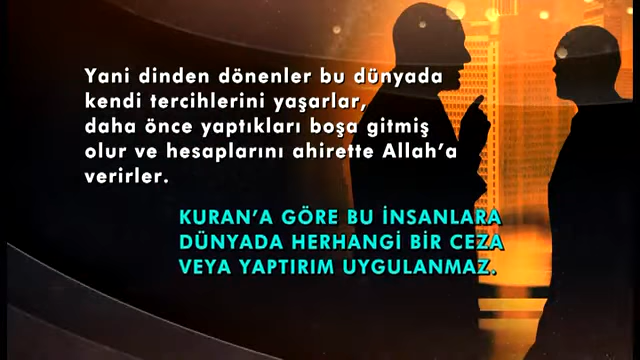 Yani dinden dönenler bu dünyada
kendi tercihlerini yaşarlar,
daha önce yaptıkları boşa gitmiş
olur ve hesaplarını ahirette Allah'a
verirler.
KURAN'A GÖRE BU İNSANLARA
DÜNYADA HERHANGİ BİR CEZA
VEYA YAPTIRIM UYGULANMAZ.